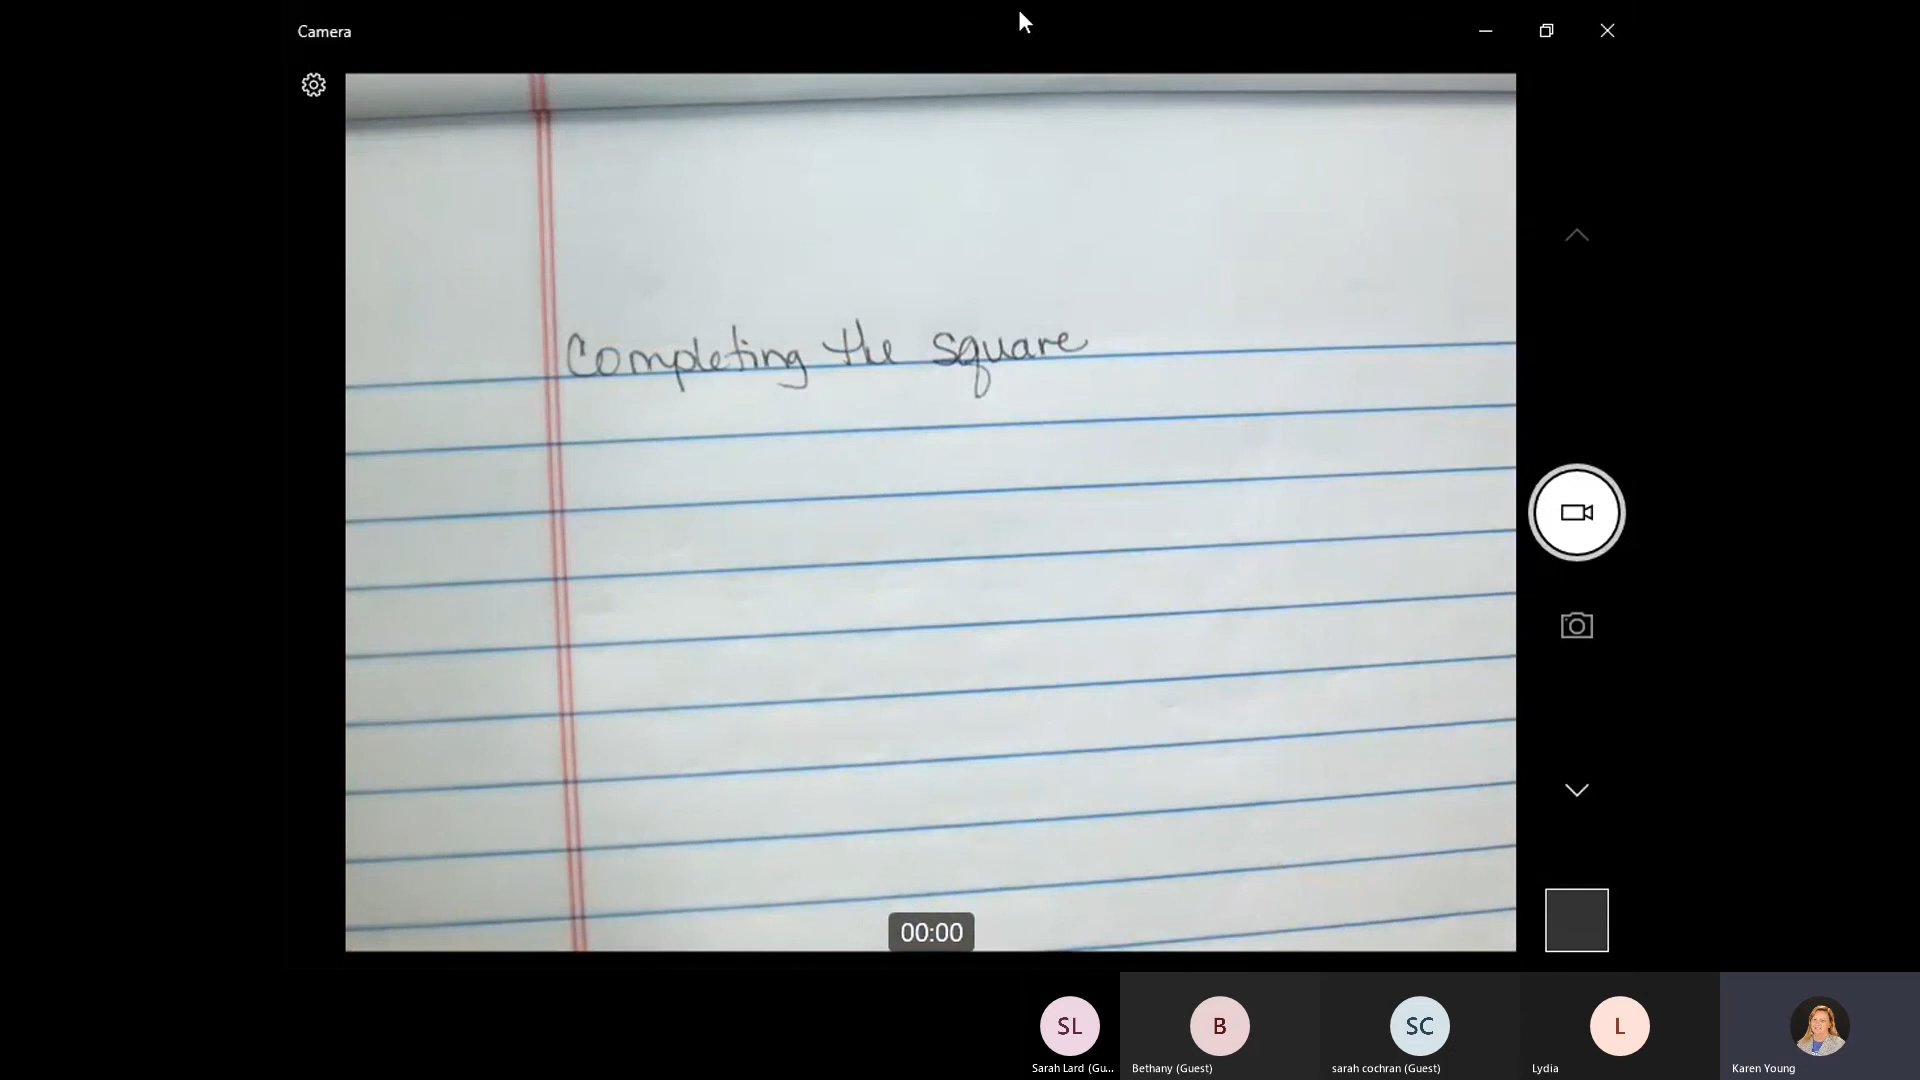 Camera
Completing the square
00:00
SL
B
SC
L
Sarah Lard (Gu...
Bethany (Guest)
sarah cochran (Guest)
Lydia
Karen Young